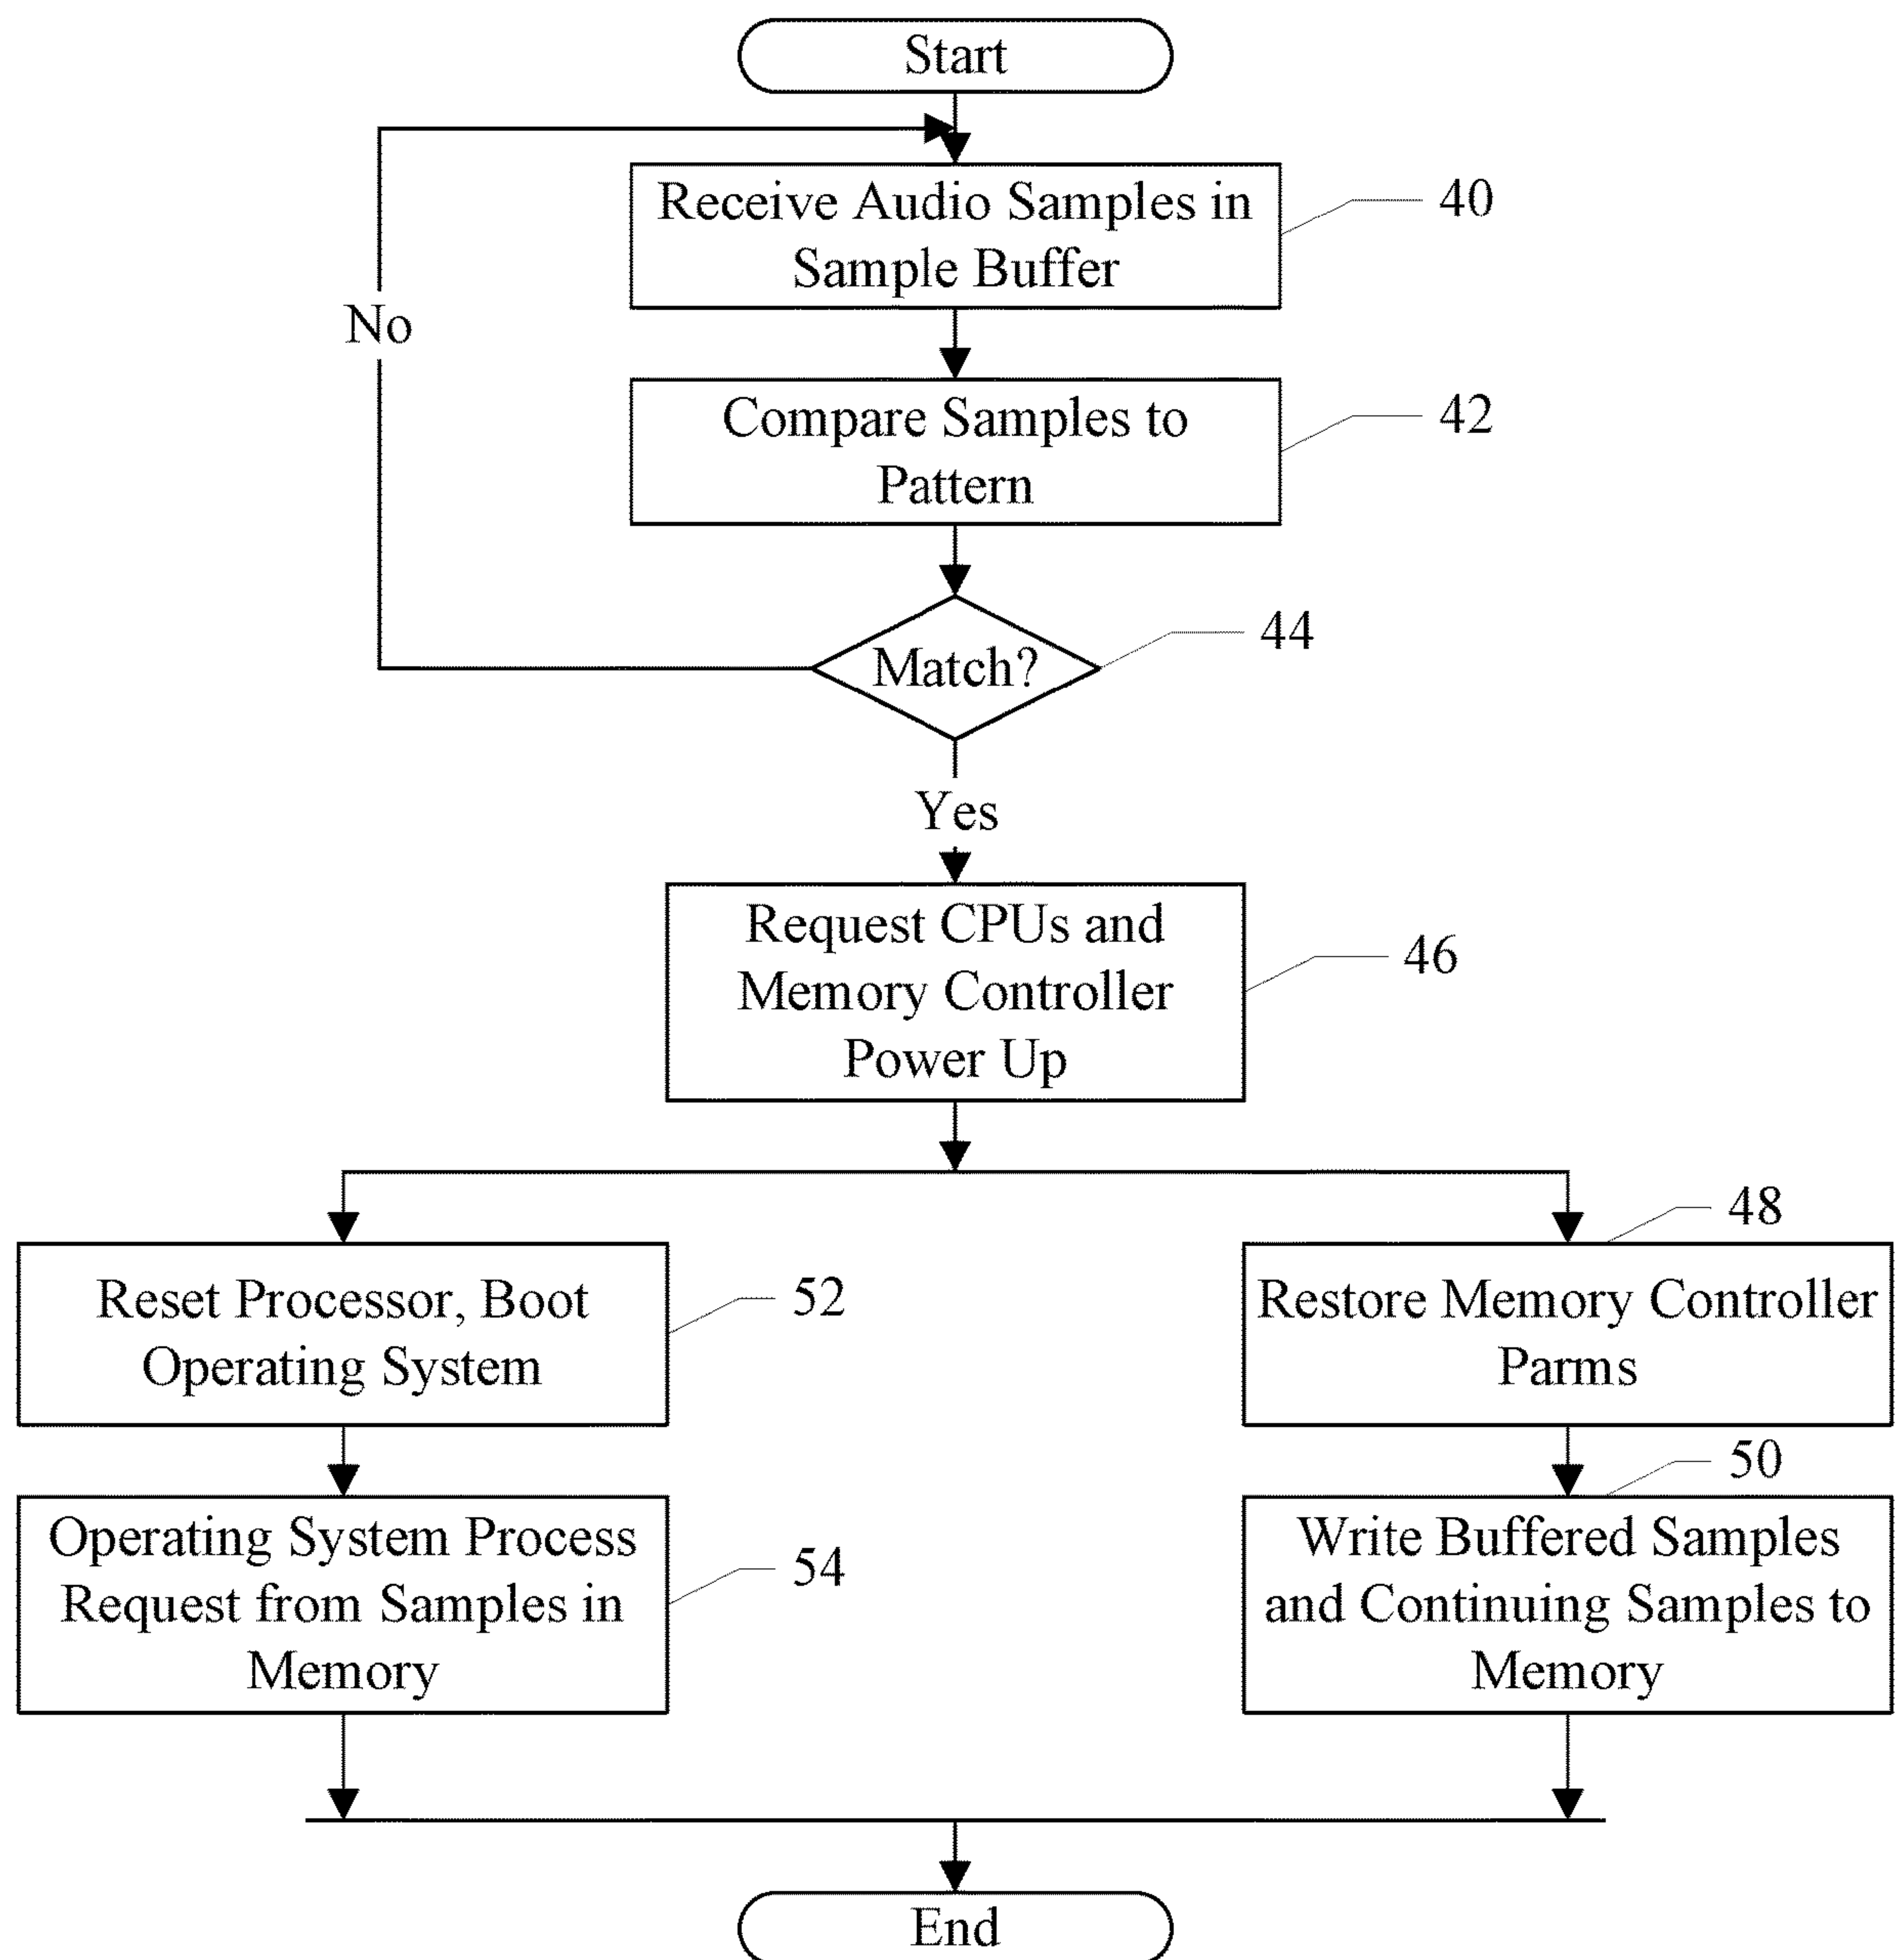 Start
Receive Audio Samples in
Sample Buffer
40
No
Compare Samples to
Pattern
42
Match?
44
Yes
Request CPUs and
Memory Controller
Power Up
46
Reset Processor, Boot
Operating System
52
48
Restore Memory Controller
Parms
Operating System Process
Request from Samples in
Memory
54
50
Write Buffered Samples
and Continuing Samples to
Memory
End